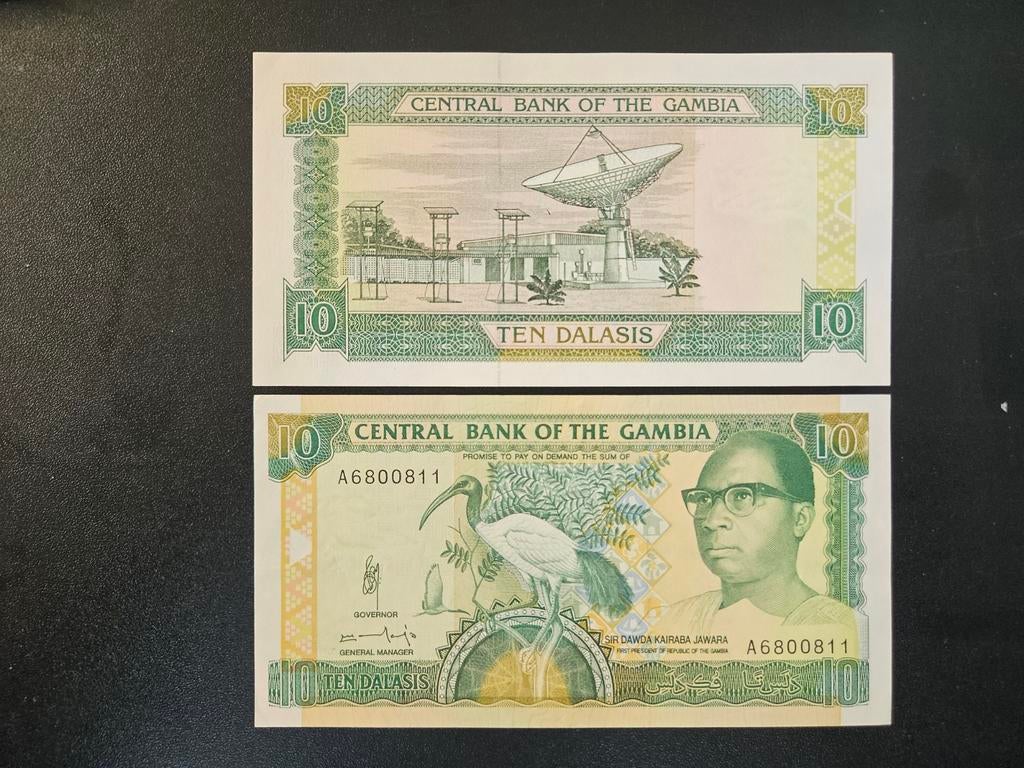 10 CENTRAL BANK OF THE GAMBIA 10
10 TEN DALASIS 10
10 CENTRAL BANK OF THE GAMBIA 10
PROMISE TO PAY ON DEMAND THE SUM OF
A6800811
GOVERNOR
GENERAL MANAGER
SIR DAWDA KAIRABA JAWARA
FIRST PRESIDENT OF REPUBLIC OF THE GAMBIA
A6800811
10 TEN DALASIS 10